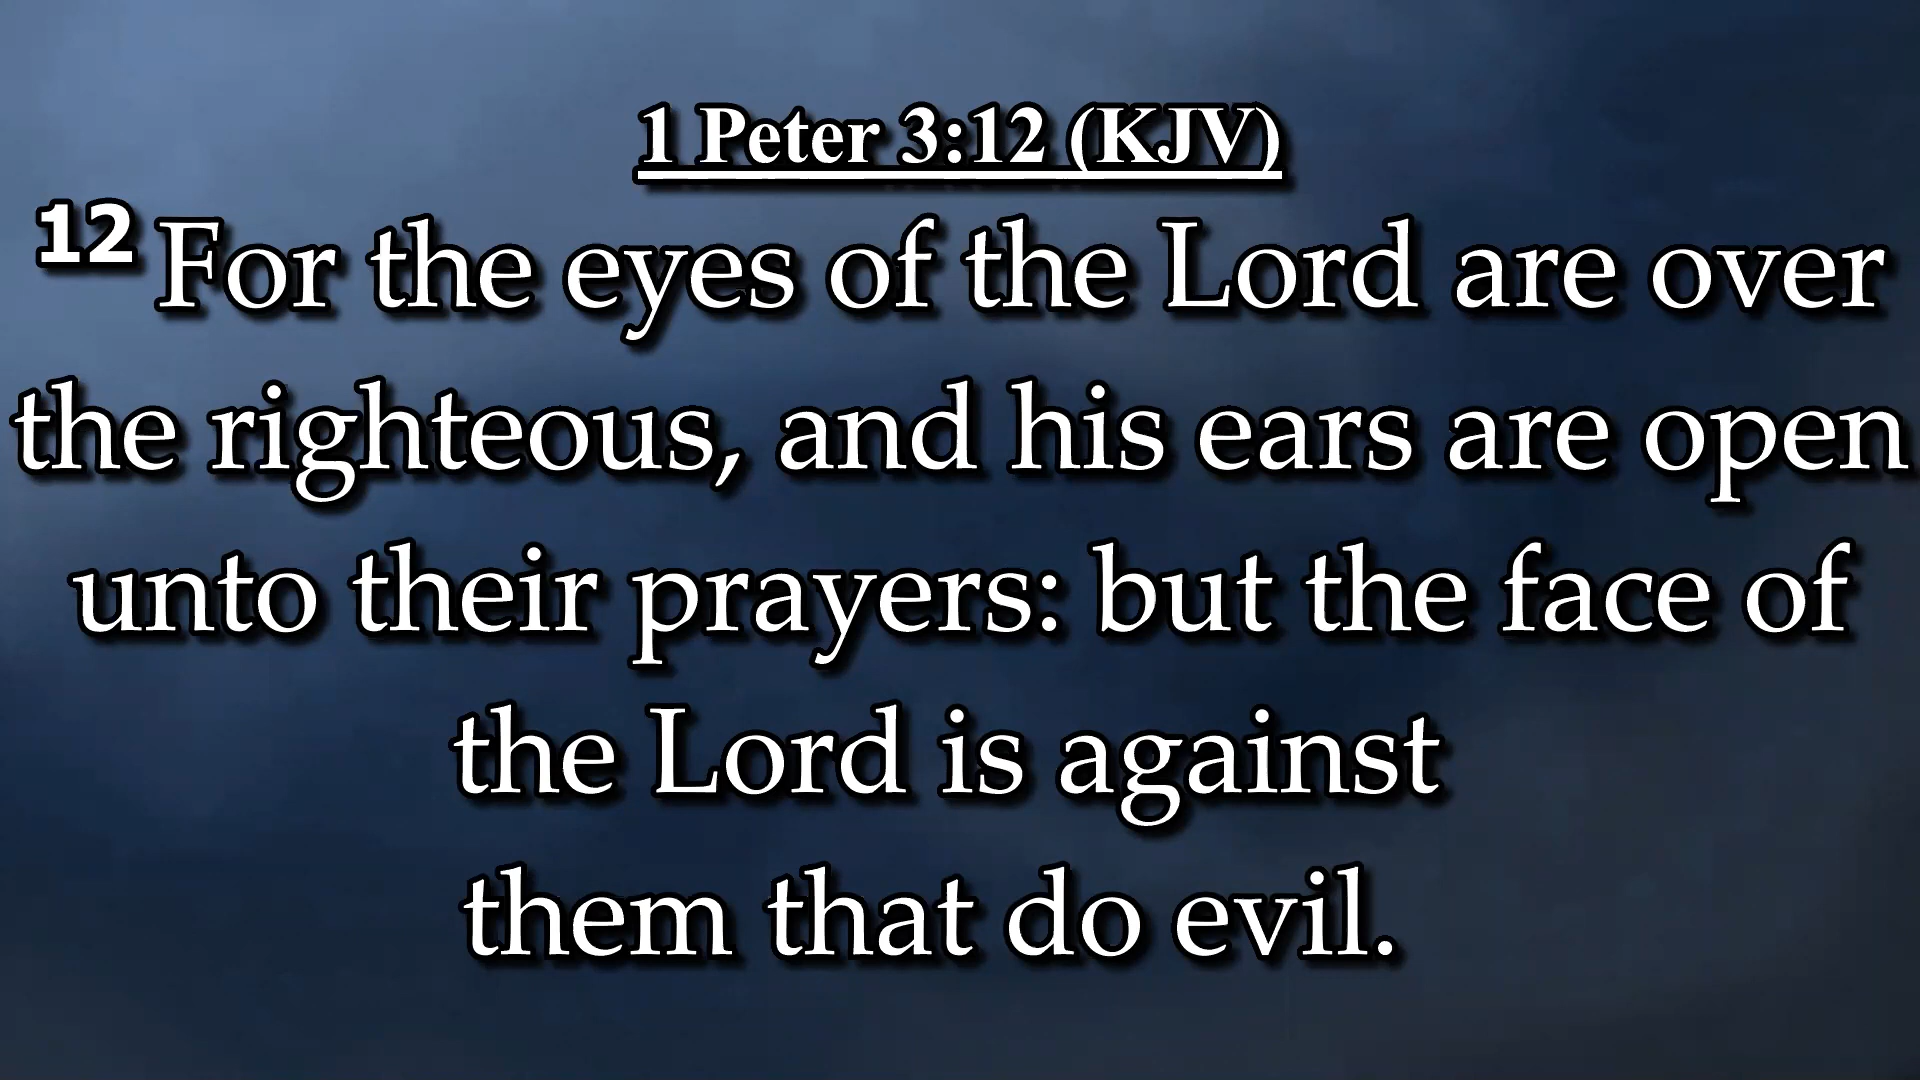 1 Peter 3:12 (KJV)
12 For the eyes of the Lord are over
the righteous, and his ears are open
unto their prayers: but the face of
the Lord is against
them that do evil.